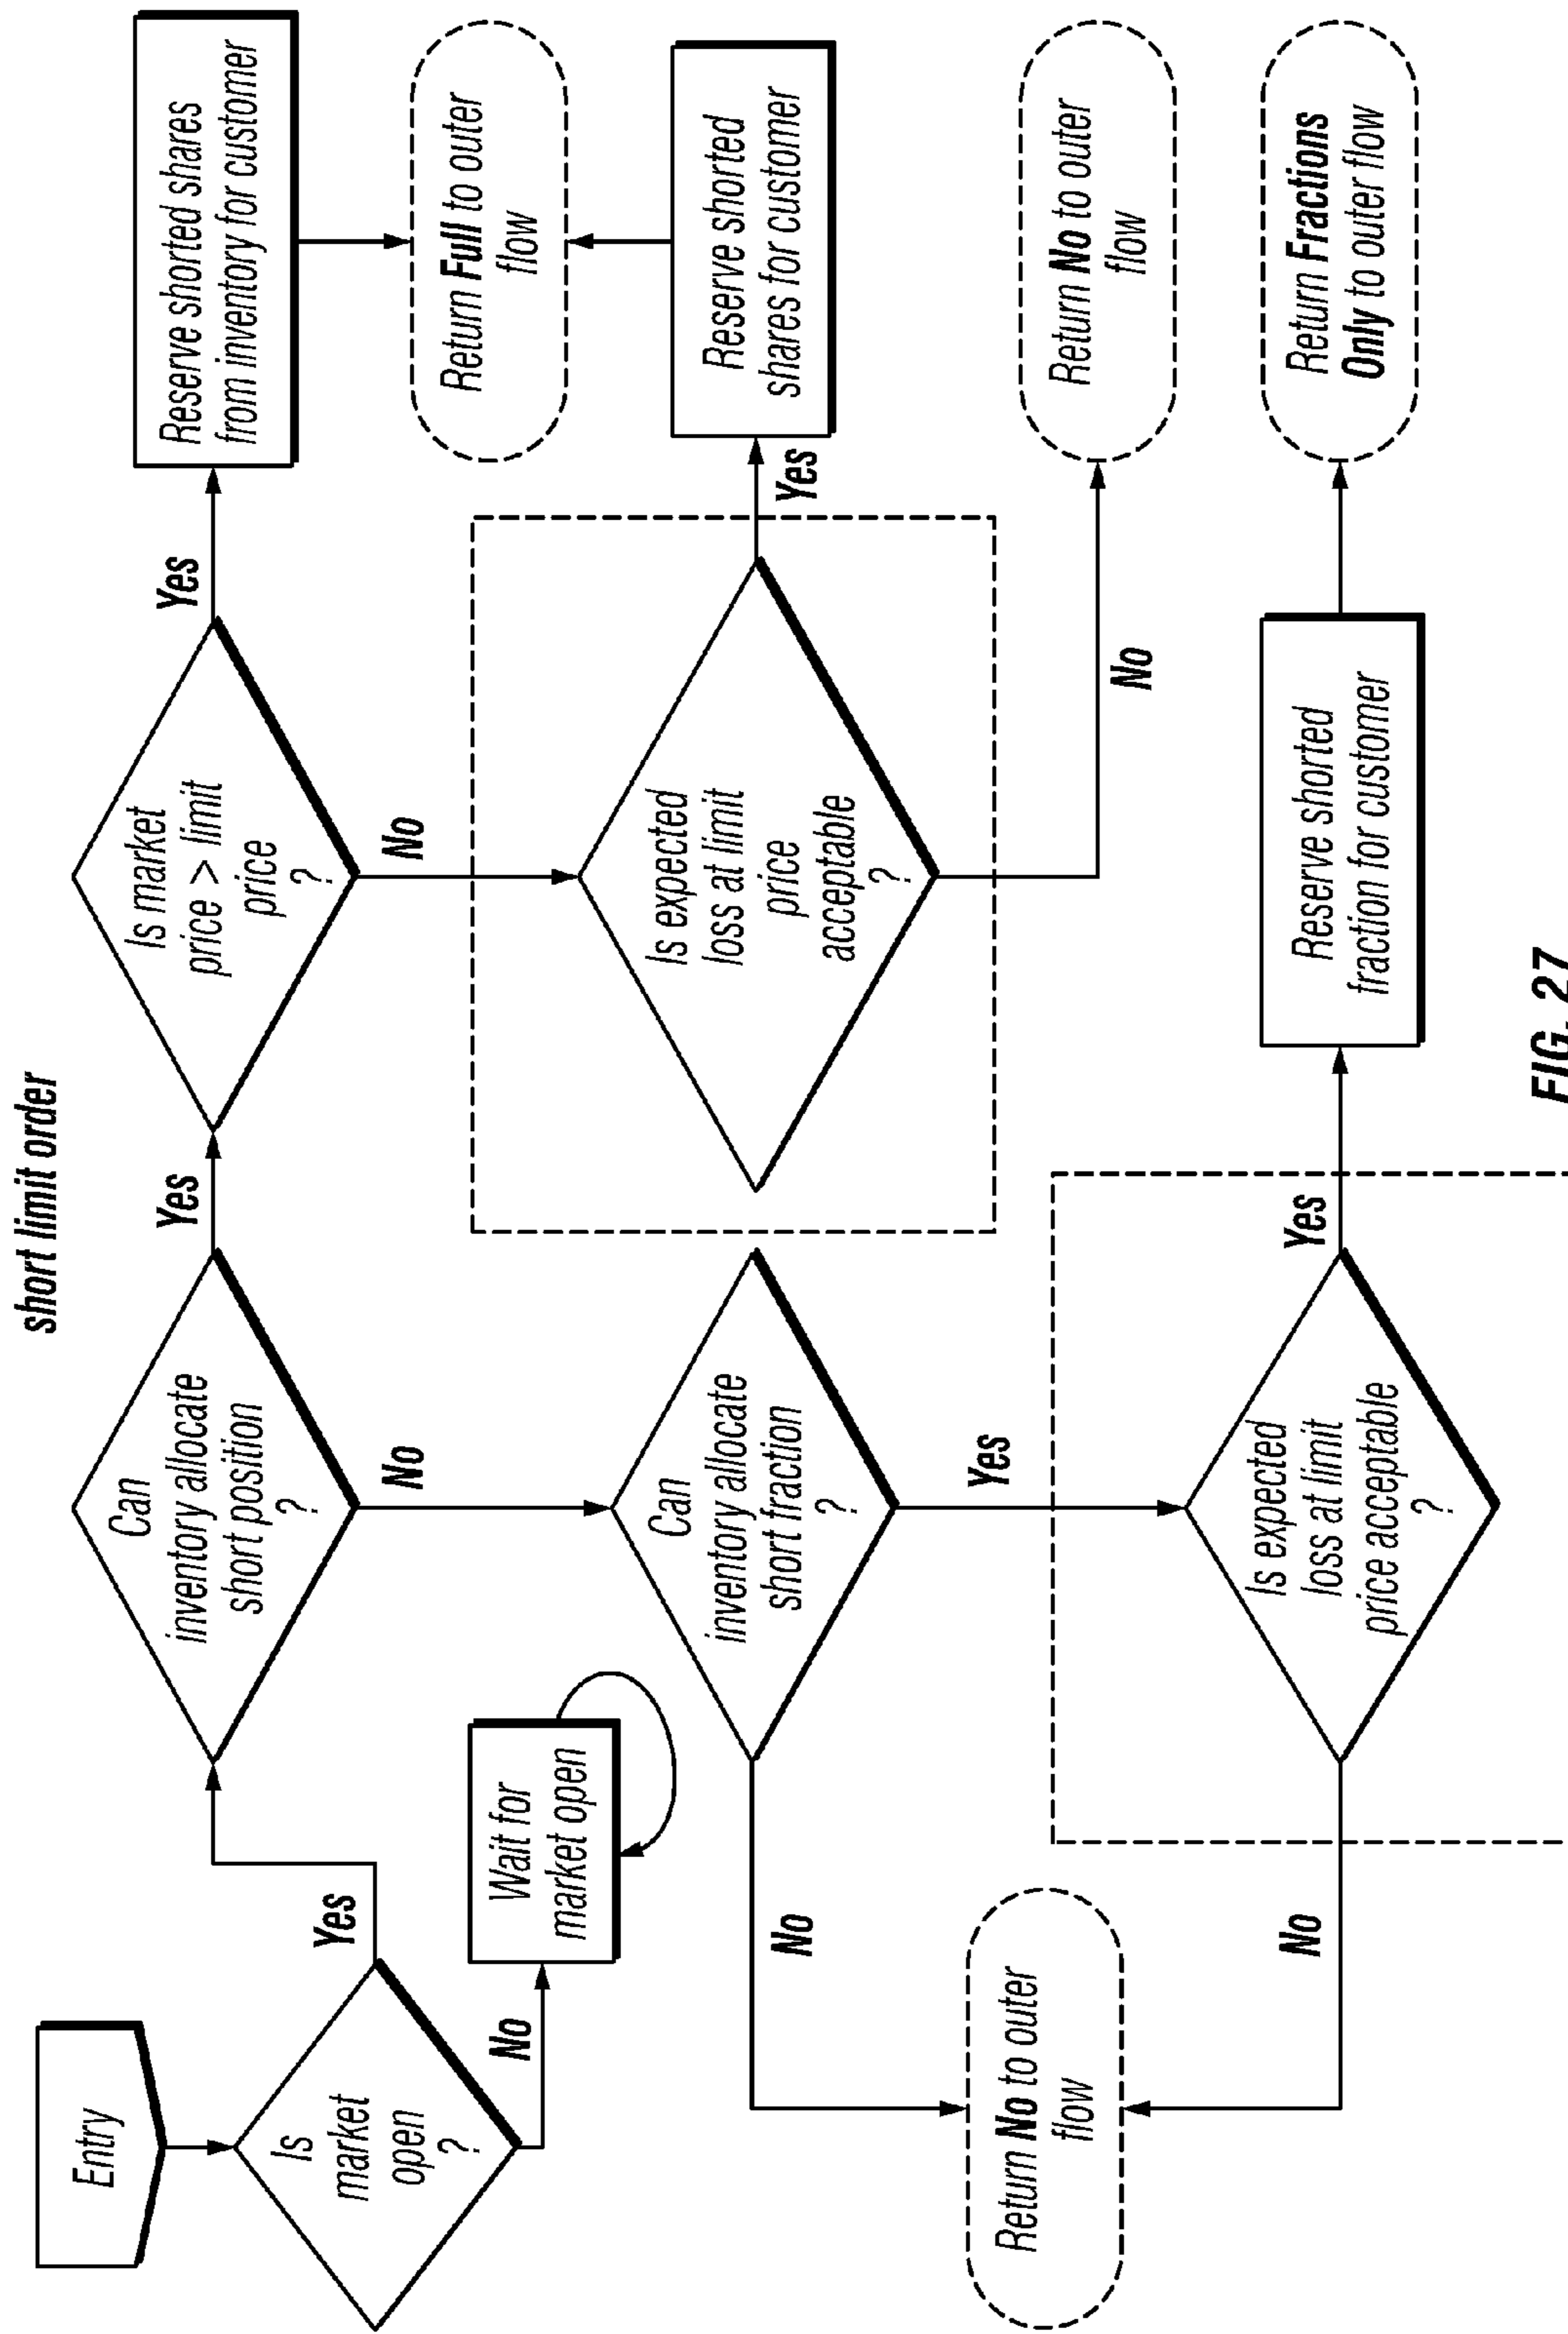 short limit order
Entry
Is
market
open
?
Yes
No
Wait for
market open
Can
inventory allocate
short position
?
Yes
No
Is market
price > limit
price
?
Yes
No
Reserve shorted shares
from inventory for customer
Return Full to outer
flow
Can
inventory allocate
short fraction
?
No
Yes
Is expected
loss at limit
price
acceptable
?
Yes
No
Reserve shorted
shares for customer
Return No to outer
flow
Return No to outer
flow
Is expected
loss at limit
price acceptable
?
No
Yes
Reserve shorted
fraction for customer
Return Fractions
Only to outer flow
FIG. 27